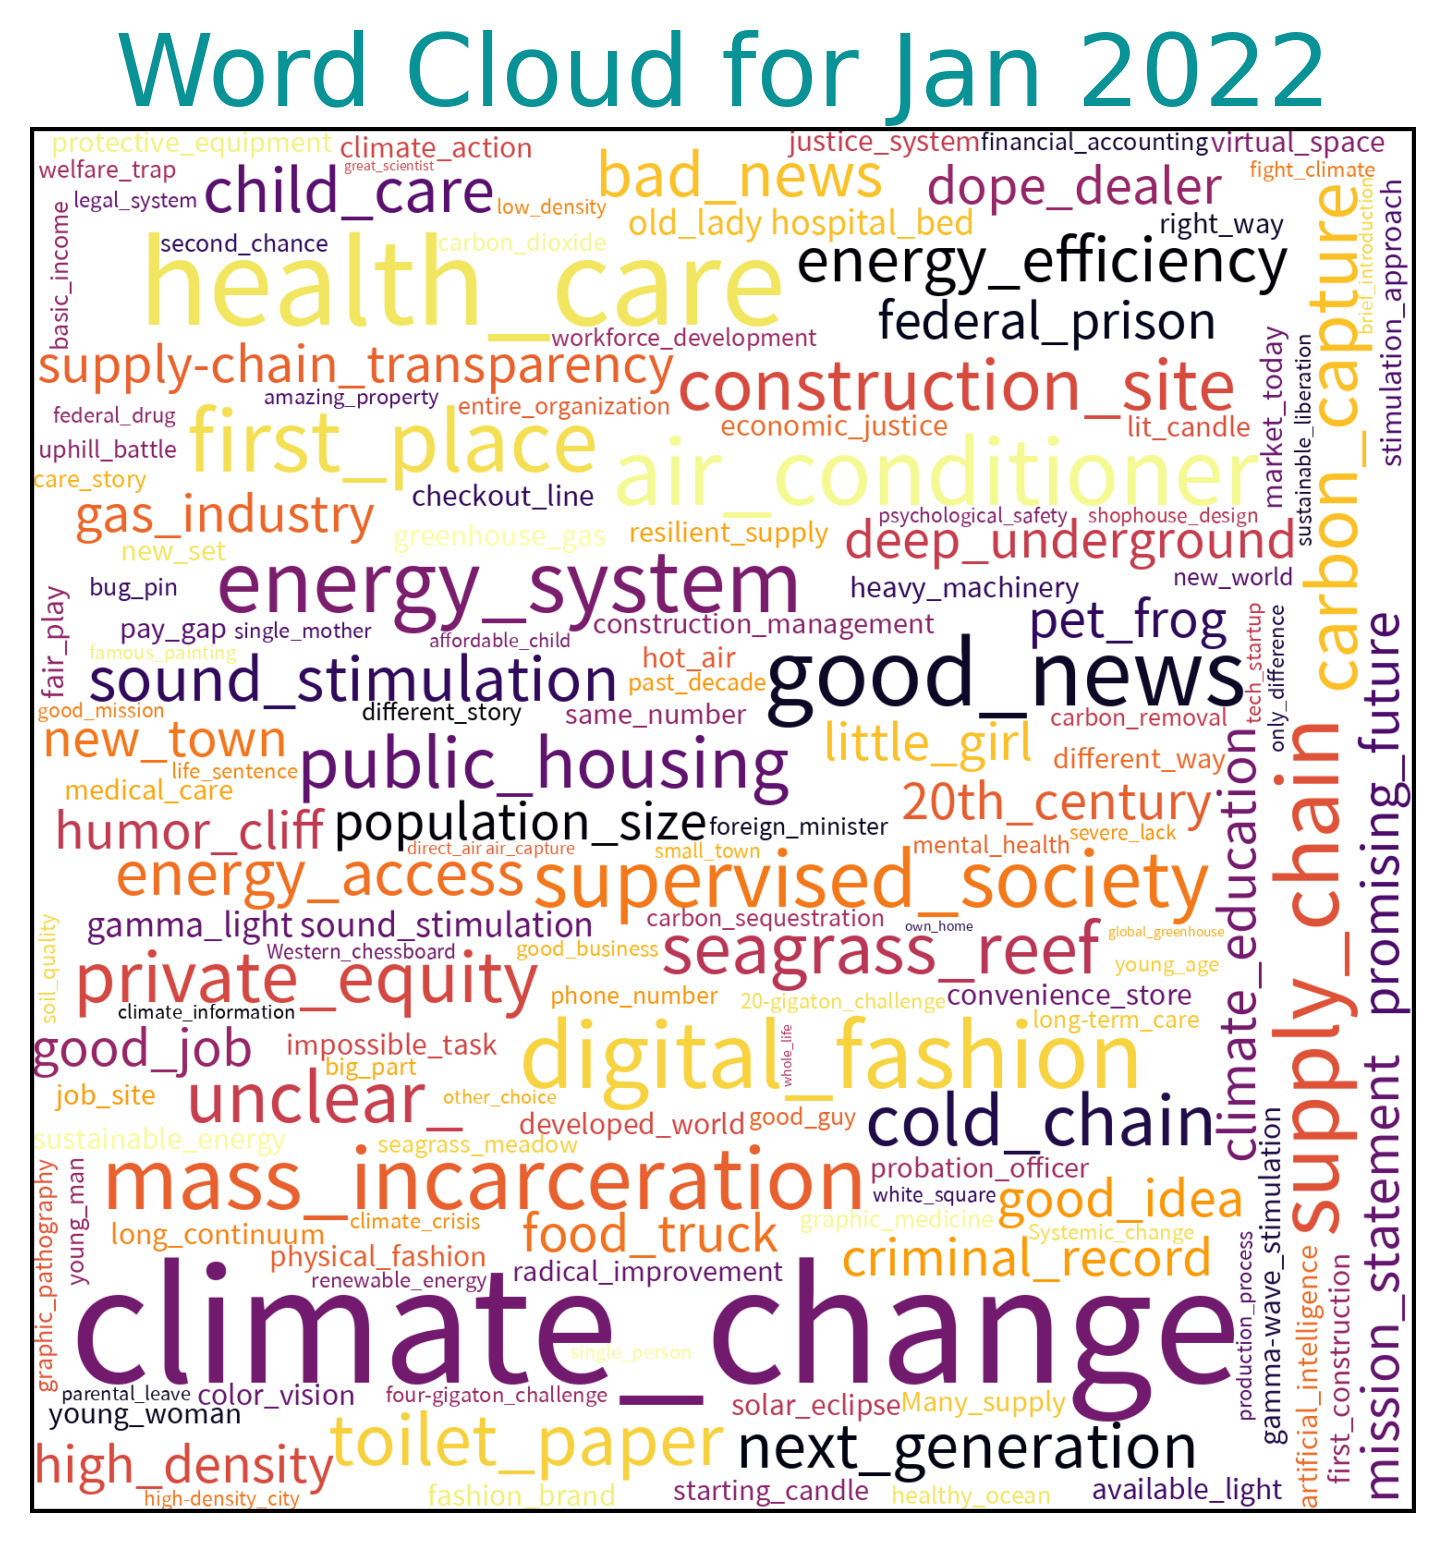 Word Cloud for Jan 2022
protective_equipment
climate_action
justice_system
financial_accounting
virtual_space
welfare_trap
great_scientist
bad_news
dope_dealer
fight_climate
legal_system
child_care
low_density
old_lady
hospital_bed
right_way
carbon_capture
brief_introduction
stimulation_approach
basic_income
second_chance
carbon_dioxide
health_care
energy_efficiency
federal_prison
workforce_development
supply-chain_transparency
construction_site
market_today
sustainable_liberation
amazing_property
entire_organization
federal_drug
first_place
economic_justice
lit_candle
uphill_battle
air_conditioner
care_story
checkout_line
gas_industry
greenhouse_gas
resilient_supply
psychological_safety
shophouse_design
deep_underground
new_set
energy_system
bug_pin
heavy_machinery
new_world
fair_play
pay_gap
single_mother
affordable_child
construction_management
pet_frog
tech_startup
only_difference
promising_future
famous_painting
sound_stimulation
hot_air
past_decade
good_news
good_mission
different_story
same_number
carbon_removal
new_town
public_housing
little_girl
different_way
life_sentence
medical_care
climate_education
supply_chain
humor_cliff
population_size
foreign_minister
20th_century
direct_air
air_capture
small_town
mental_health
severe_lack
energy_access
supervised_society
gamma_light
sound_stimulation
carbon_sequestration
own_home
global_greenhouse
soil_quality
Western_chessboard
good_business
seagrass_reef
young_age
private_equity
phone_number
20-gigaton_challenge
convenience_store
climate_information
long-term_care
good_job
impossible_task
digital_fashion
whole_life
big_part
job_site
unclear_
other_choice
developed_world
good_guy
cold_chain
mission_statement
sustainable_energy
seagrass_meadow
gamma-wave_stimulation
graphic_pathography
young_man
mass_incarceration
probation_officer
white_square
good_idea
long_continuum
climate_crisis
food_truck
graphic_medicine
Systemic_change
physical_fashion
criminal_record
production_process
artificial_intelligence
first_construction
renewable_energy
radical_improvement
climate_change
single_person
parental_leave
color_vision
four-gigaton_challenge
solar_eclipse
Many_supply
young_woman
toilet_paper
next_generation
high_density
high-density_city
fashion_brand
starting_candle
healthy_ocean
available_light